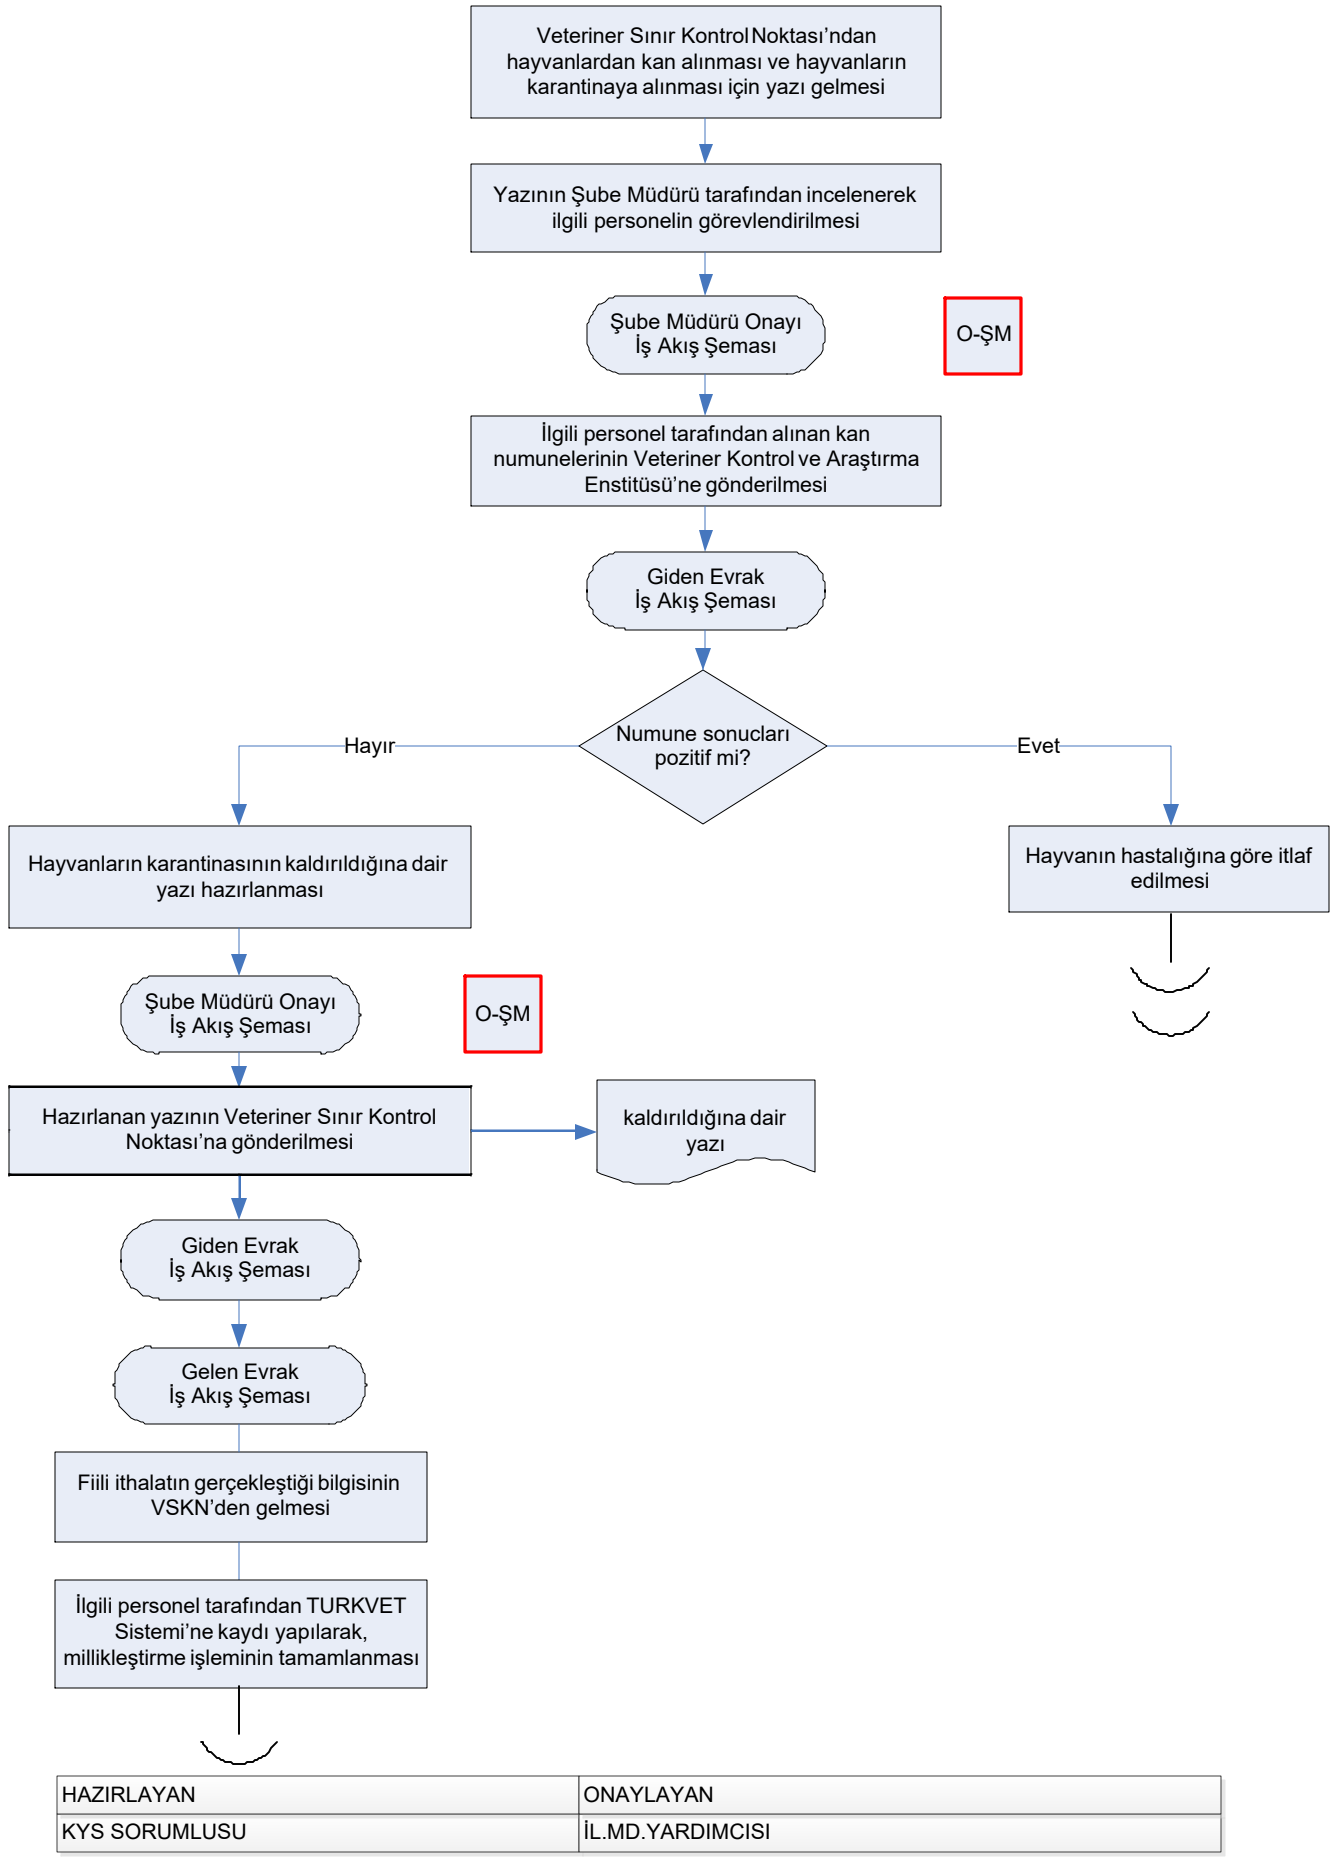 Veteriner Sınır Kontrol Noktası’ndan
hayvanlardan kan alınması ve hayvanların
karantinaya alınması için yazı gelmesi
Yazının Şube Müdürü tarafından incelenerek
ilgili personelin görevlendirilmesi
Şube Müdürü Onayı
İş Akış Şeması
O-ŞM
İlgili personel tarafından alınan kan
numunelerinin Veteriner Kontrol ve Araştırma
Enstitüsü’ne gönderilmesi
Giden Evrak
İş Akış Şeması
Numune sonucları
pozitif mi?
Hayır
Evet
Hayvanların karantinasının kaldırıldığına dair
yazı hazırlanması
Hayvanın hastalığına göre itlaf
edilmesi
Şube Müdürü Onayı
İş Akış Şeması
O-ŞM
Hazırlanan yazının Veteriner Sınır Kontrol
Noktası’na gönderilmesi
kaldırıldığına dair
yazı
Giden Evrak
İş Akış Şeması
Gelen Evrak
İş Akış Şeması
Fiili ithalatın gerçekleştiği bilgisinin
VSKN’den gelmesi
İlgili personel tarafından TURKVET
Sistemi’ne kaydı yapılarak,
millikleştirme işleminin tamamlanması
HAZIRLAYAN
ONAYLAYAN
KYS SORUMLUSU
İL.MD.YARDIMCISI